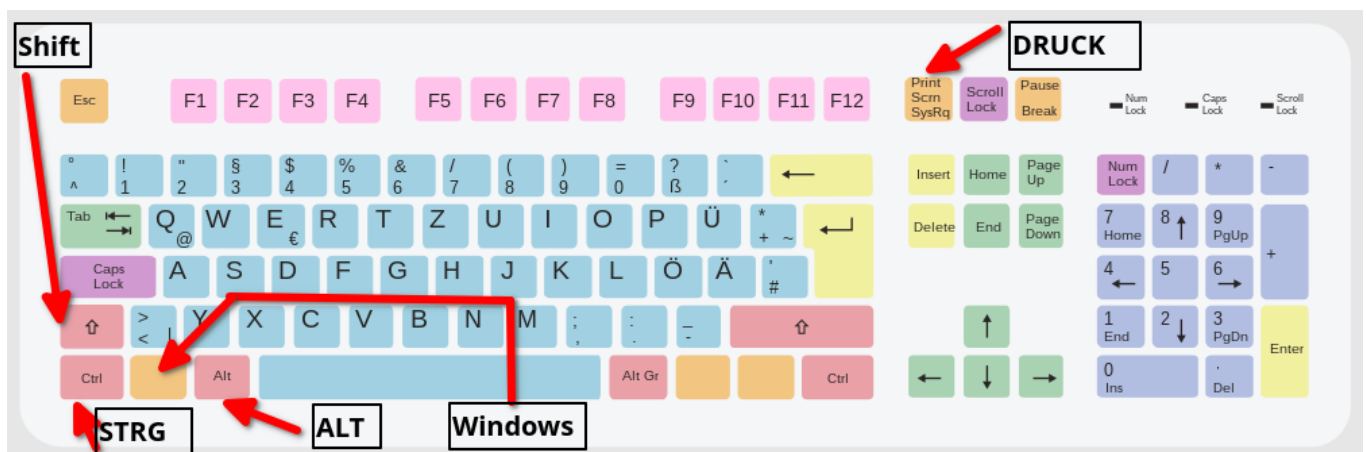 Shift
DRUCK
Esc F1 F2 F3 F4 F5 F6 F7 F8 F9 F10 F11 F12
Print
Scrn
SysRq
Scroll
Lock
Pause
Break
Num
Lock
Caps
Lock
Scroll
Lock
° ! " § $ % & / ( ) = ? `
^ 1 2 3 4 5 6 7 8 9 0 ß ´
←
Insert Home Page
Up
Num
Lock
/ * -
Tab Q @ W E € R T Z U I O P Ü * + ~
Delete End Page
Down
7
Home
8 ↑
9
PgUp
+
Caps
Lock
A S D F G H J K L Ö Ä ' #
4
←
5
6
→
⇧ > < | Y X C V B N M ; , : . _ - ⇧
↑
1
End
2 ↓
3
PgDn
Enter
Ctrl Alt Alt Gr Ctrl
← ↓ →
0
Ins
.
Del
STRG
ALT
Windows